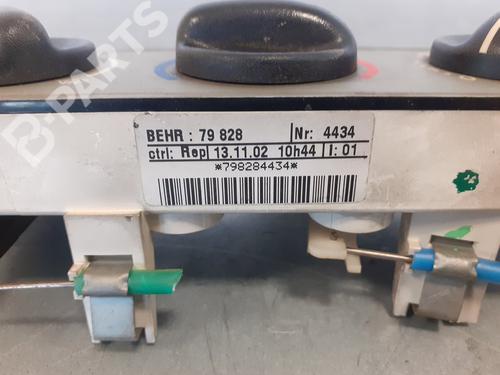 B-PARTS
BEHR : 79 828 Nr: 4434
ctrl: Rep 13.11.02 10h44 I: 01
*798284434*